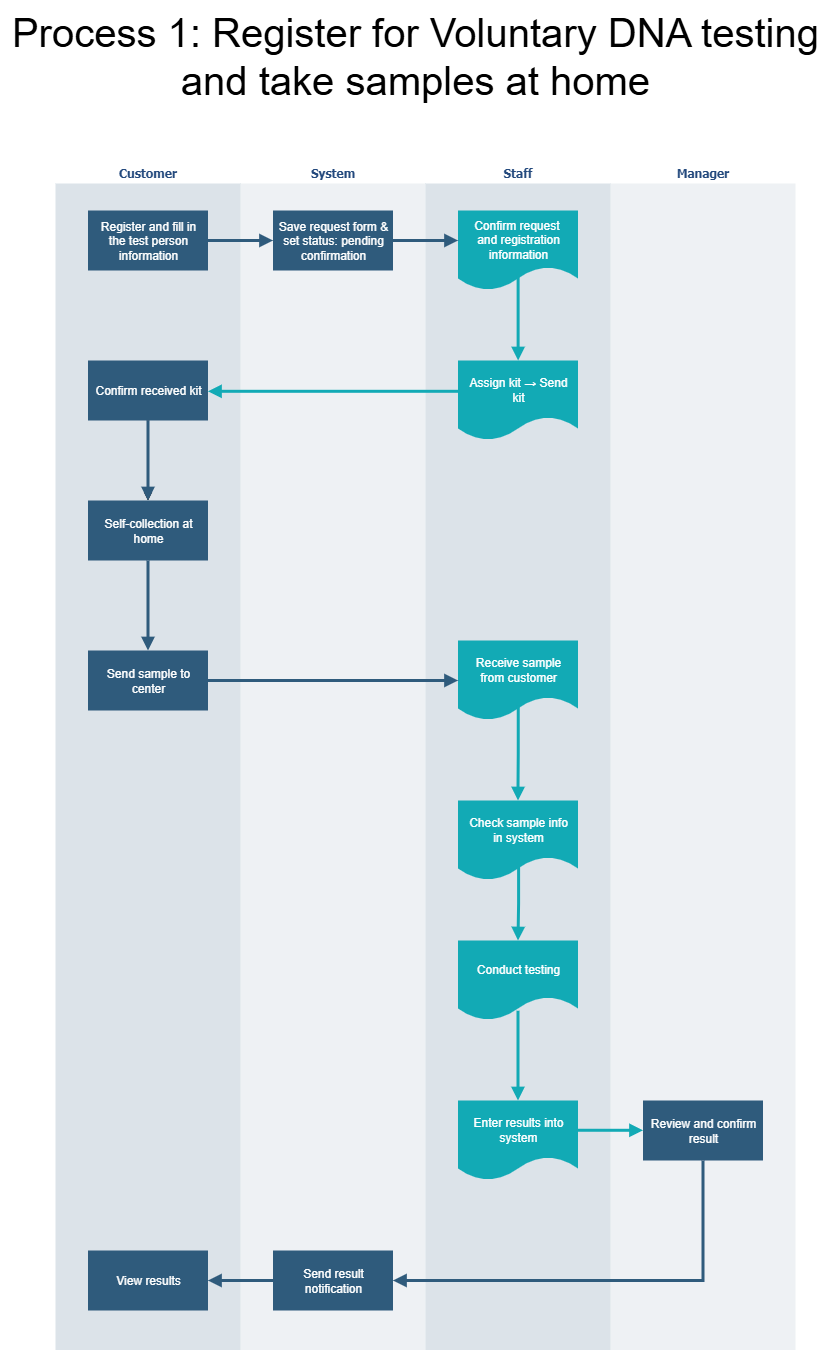 Process 1: Register for Voluntary DNA testing
and take samples at home
Customer
System
Staff
Manager
Register and fill in
the test person
information
Save request form &
set status: pending
confirmation
Confirm request
and registration
information
Confirm received kit
Assign kit → Send
kit
Self-collection at
home
Send sample to
center
Receive sample
from customer
Check sample info
in system
Conduct testing
Enter results into
system
Review and confirm
result
View results
Send result
notification